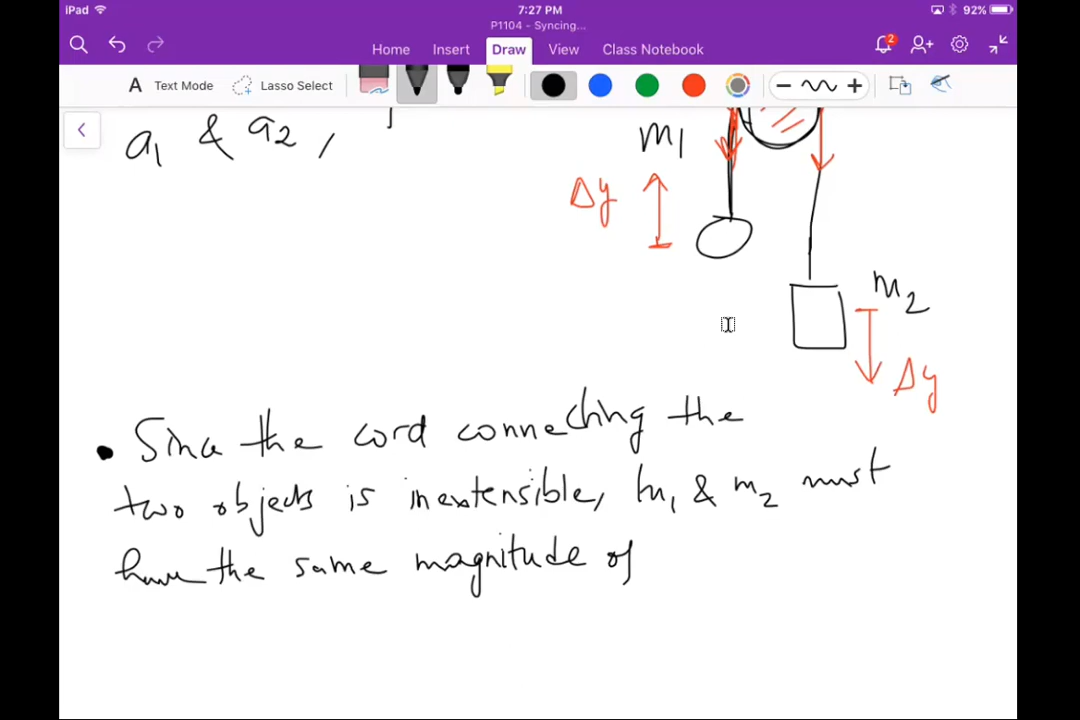 iPad 7:27 PM 92%
P1104 - Syncing...
Home Insert Draw View Class Notebook 2
A Text Mode Lasso Select
a1 & a2 ,
m1
Δy
m2
Δy
• Since the cord connecting the
two objects is inextensible, m1 & m2 must
have the same magnitude of